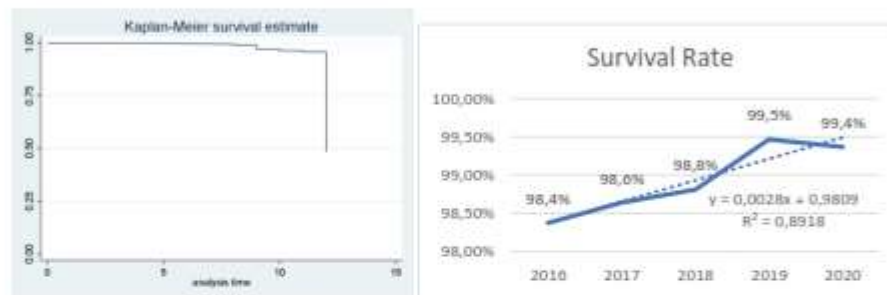 Kaplan-Meier survival estimate
1.00
0.75
0.50
0.25
0.00
0 5 10 15
analysis time
Survival Rate
100,00%
99,50%
99,00%
98,50%
98,00%
98,4%
98,6%
98,8%
99,5%
99,4%
y = 0,0028x + 0,9809
R² = 0,8918
2016 2017 2018 2019 2020